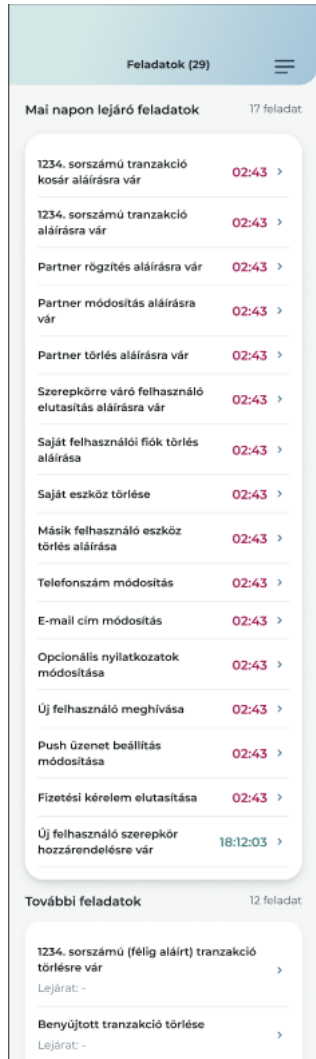 Feladatok (29)
Mai napon lejáró feladatok 17 feladat
1234. sorszámú tranzakció
kosár aláírásra vár 02:43
1234. sorszámú tranzakció
aláírásra vár 02:43
Partner rögzítés aláírásra vár 02:43
Partner módosítás aláírásra
vár 02:43
Partner törlés aláírásra vár 02:43
Szerepkörre váró felhasználó
elutasítás aláírásra vár 02:43
Saját felhasználói fiók törlés
aláírása 02:43
Saját eszköz törlése 02:43
Másik felhasználó eszköz
törlés aláírása 02:43
Telefonszám módosítás 02:43
E-mail cím módosítás 02:43
Opcionális nyilatkozatok
módosítása 02:43
Új felhasználó meghívása 02:43
Push üzenet beállítás
módosítása 02:43
Fizetési kérelem elutasítása 02:43
Új felhasználó szerepkör
hozzárendelésre vár 18:12:03
További feladatok 12 feladat
1234. sorszámú (félig aláírt) tranzakció
törlésre vár
Lejárat: -
Benyújtott tranzakció törlése
Lejárat: -